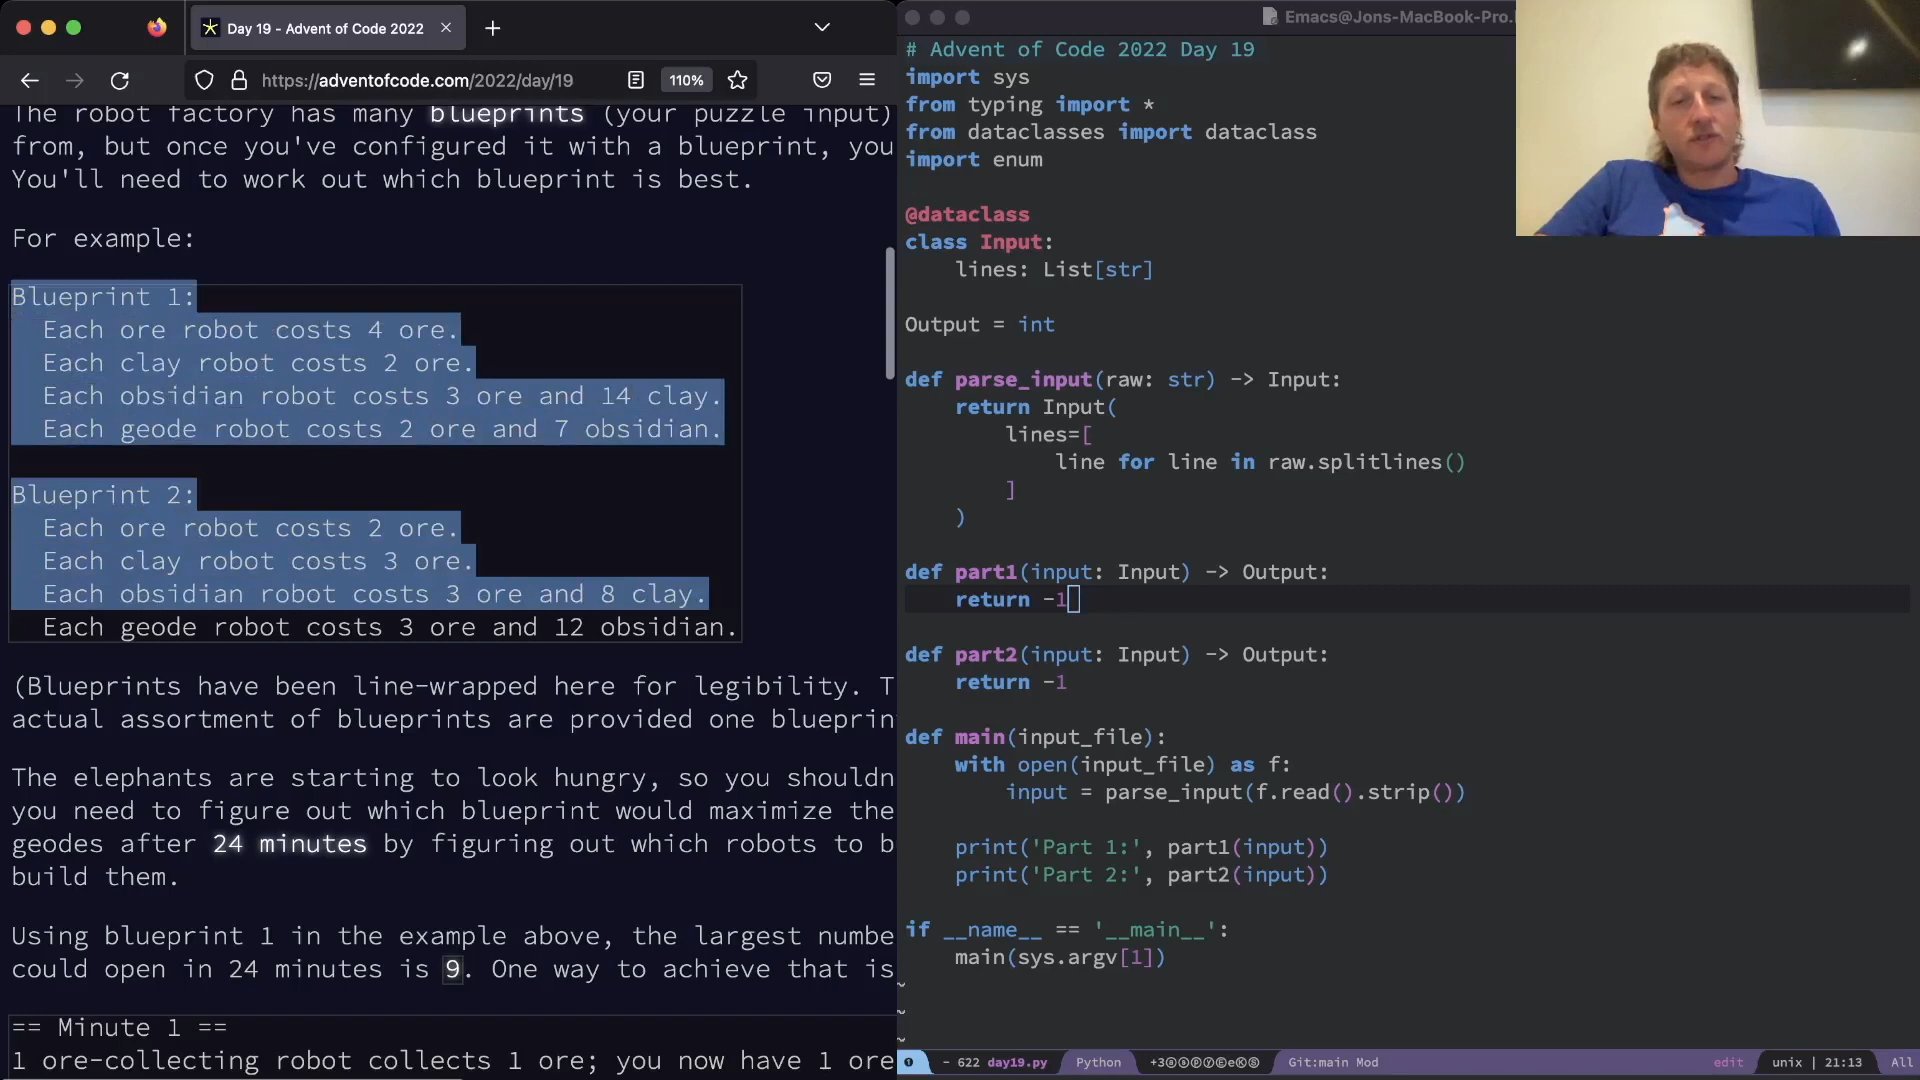 Day 19 - Advent of Code 2022
https://adventofcode.com/2022/day/19
110%
The robot factory has many blueprints (your puzzle input)
from, but once you've configured it with a blueprint, you
You'll need to work out which blueprint is best.
For example:
Blueprint 1:
Each ore robot costs 4 ore.
Each clay robot costs 2 ore.
Each obsidian robot costs 3 ore and 14 clay.
Each geode robot costs 2 ore and 7 obsidian.
Blueprint 2:
Each ore robot costs 2 ore.
Each clay robot costs 3 ore.
Each obsidian robot costs 3 ore and 8 clay.
Each geode robot costs 3 ore and 12 obsidian.
(Blueprints have been line-wrapped here for legibility. T
actual assortment of blueprints are provided one blueprin
The elephants are starting to look hungry, so you shouldn
you need to figure out which blueprint would maximize the
geodes after 24 minutes by figuring out which robots to b
build them.
Using blueprint 1 in the example above, the largest numbe
could open in 24 minutes is 9. One way to achieve that is
== Minute 1 ==
1 ore-collecting robot collects 1 ore; you now have 1 ore
Emacs@Jons-MacBook-Pro.
# Advent of Code 2022 Day 19
import sys
from typing import *
from dataclasses import dataclass
import enum
@dataclass
class Input:
lines: List[str]
Output = int
def parse_input(raw: str) -> Input:
return Input(
lines=[
line for line in raw.splitlines()
]
)
def part1(input: Input) -> Output:
return -1
def part2(input: Input) -> Output:
return -1
def main(input_file):
with open(input_file) as f:
input = parse_input(f.read().strip())
print('Part 1:', part1(input))
print('Part 2:', part2(input))
if __name__ == '__main__':
main(sys.argv[1])
~
~
~
- 622 day19.py Python Git:main Mod edit unix | 21:13 All